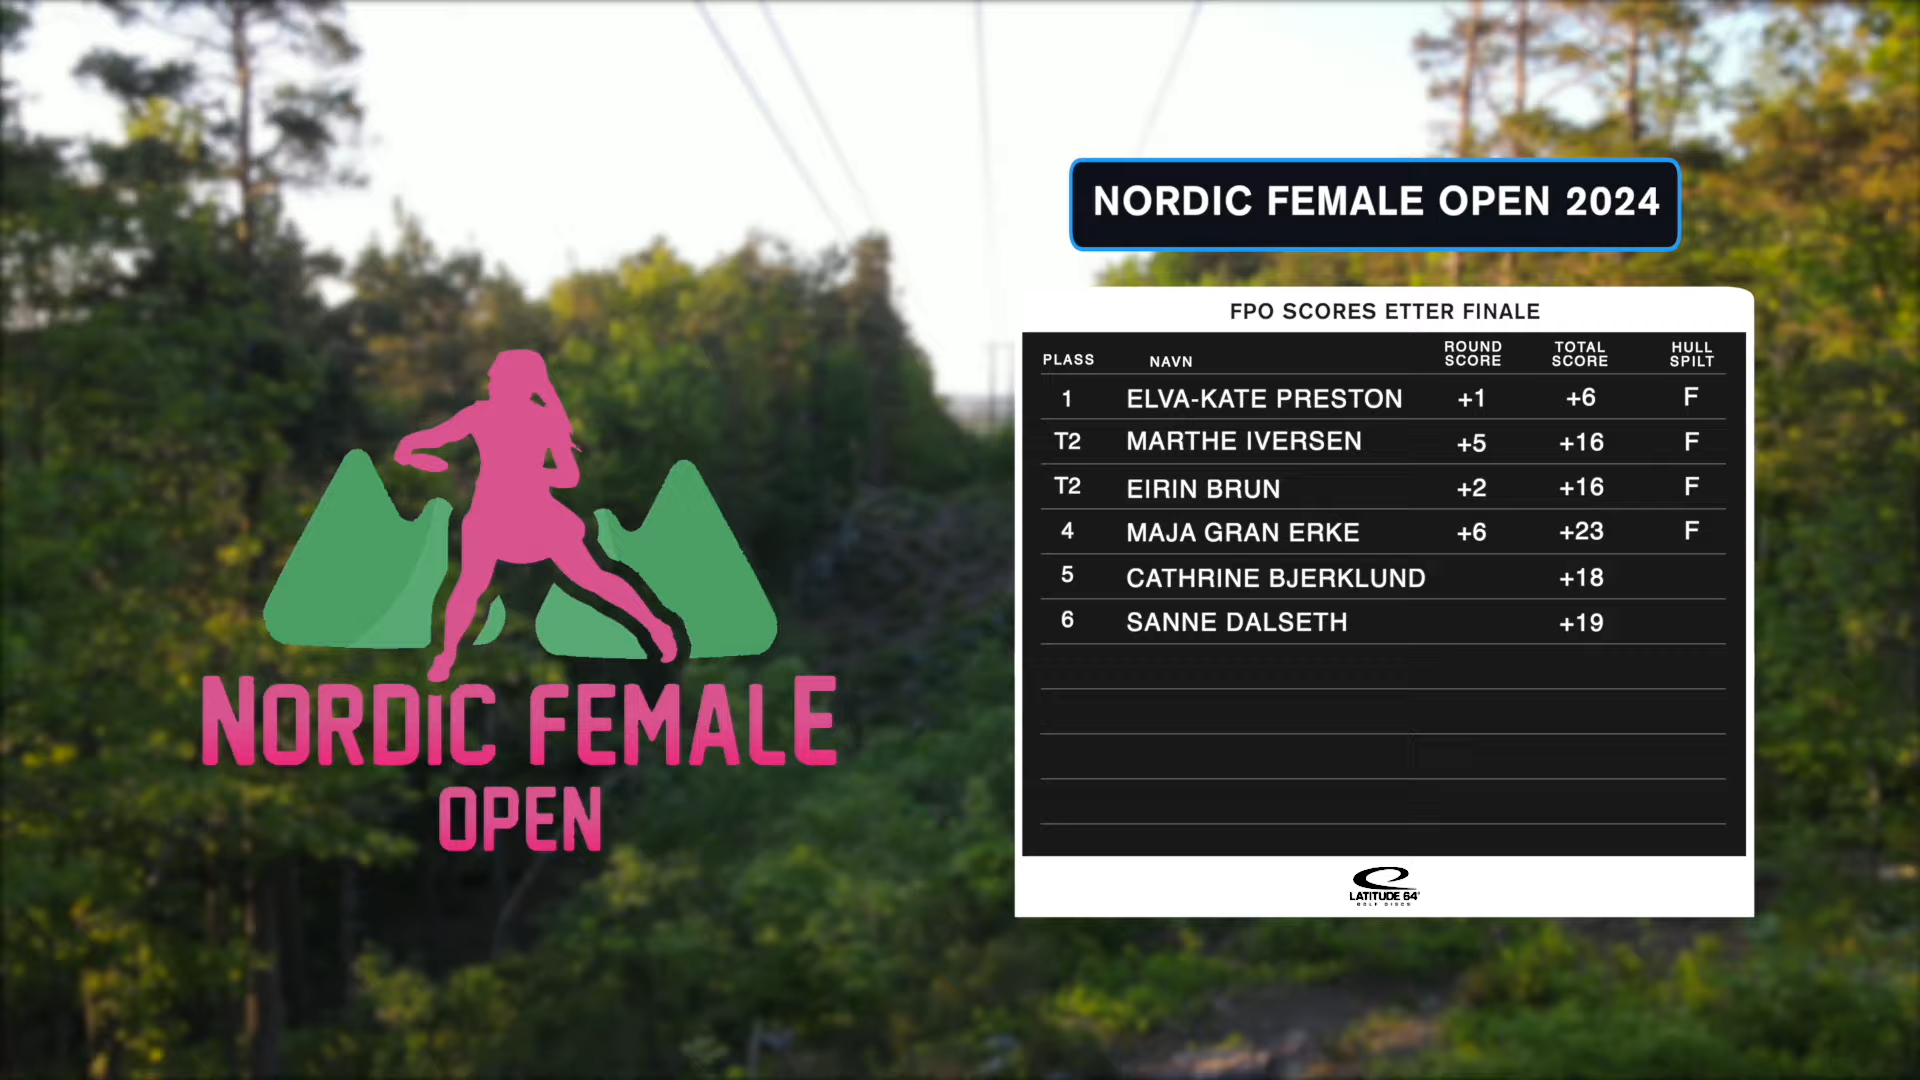 NORDIC FEMALE OPEN 2024
FPO SCORES ETTER FINALE
PLASS NAVN ROUND SCORE TOTAL SCORE HULL SPILT
1 ELVA-KATE PRESTON +1 +6 F
T2 MARTHE IVERSEN +5 +16 F
T2 EIRIN BRUN +2 +16 F
4 MAJA GRAN ERKE +6 +23 F
5 CATHRINE BJERKLUND +18
6 SANNE DALSETH +19
LATITUDE 64°
GOLF DISCS
NORDIC FEMALE
OPEN